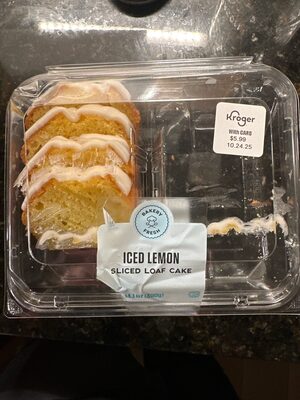 Kroger
With CARD
$5.99
10.24.25
BAKERY
FRESH
ICED LEMON
SLICED LOAF CAKE